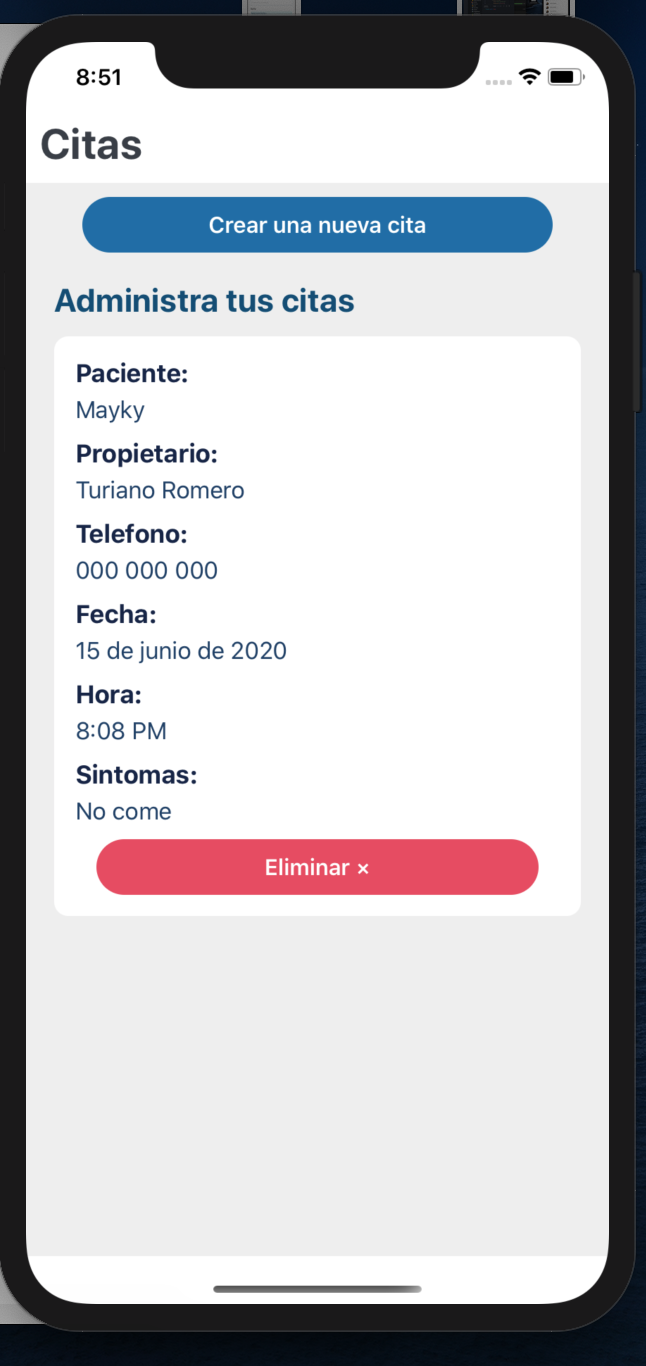 8:51
Citas
Crear una nueva cita
Administra tus citas
Paciente:
Mayky
Propietario:
Turiano Romero
Telefono:
000 000 000
Fecha:
15 de junio de 2020
Hora:
8:08 PM
Sintomas:
No come
Eliminar ×